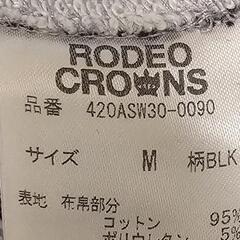 RODEO
CROWNS
品番 420ASW30-0090
サイズ M 柄BLK
表地 布帛部分
コットン 95%
ポリウレタン 5%